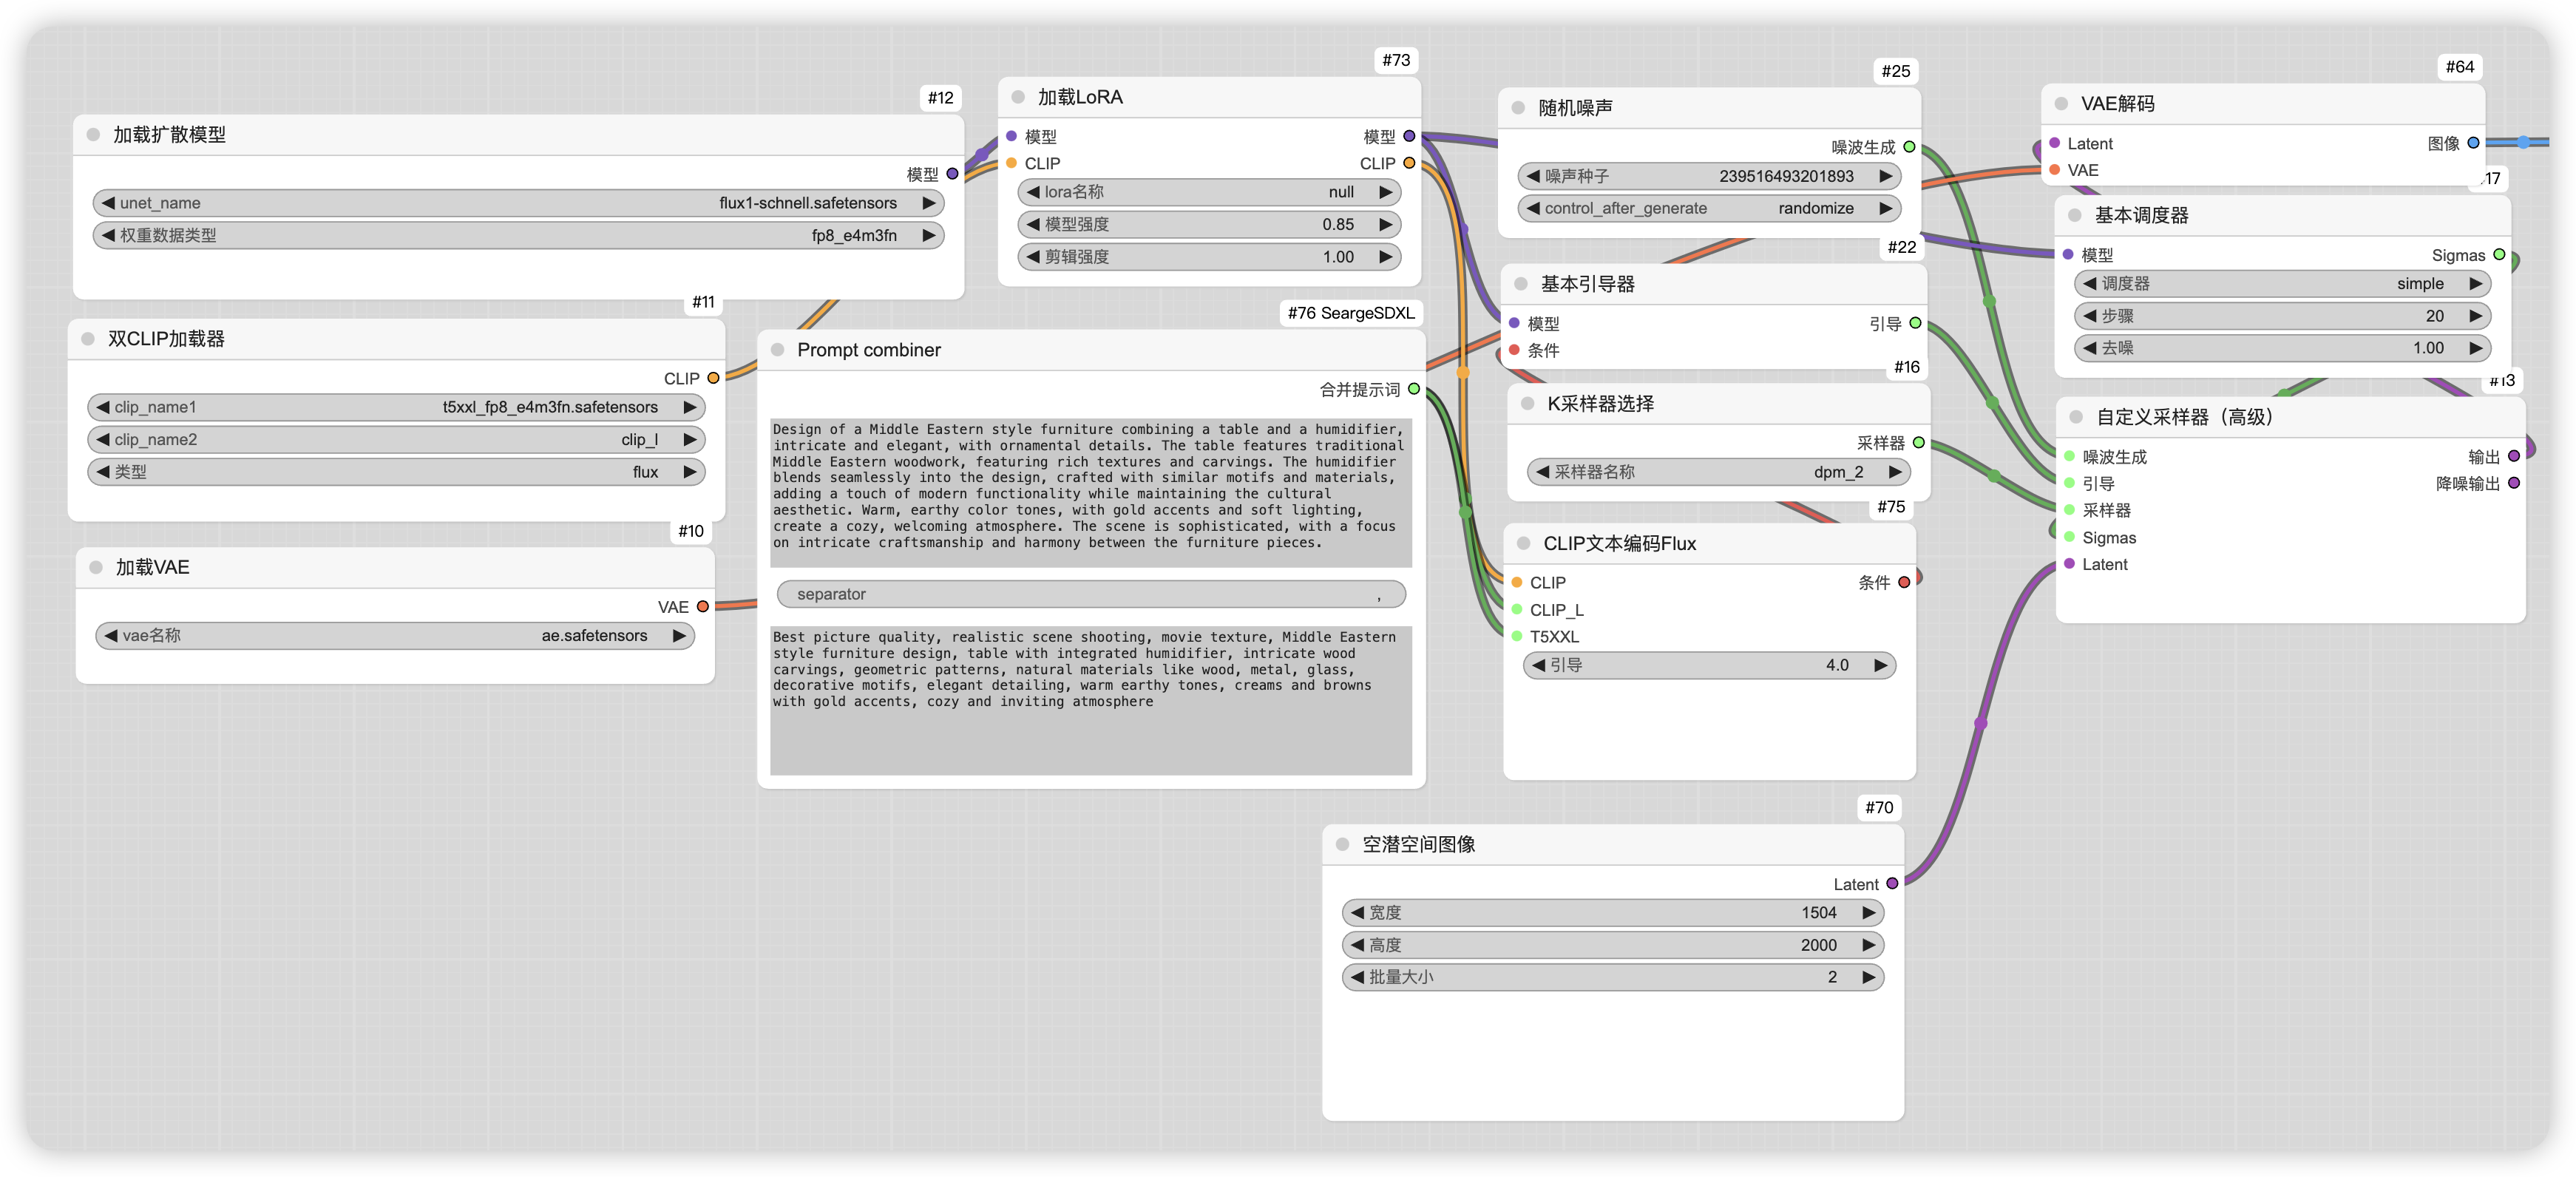 #12
加载扩散模型
模型
unet_name flux1-schnell.safetensors
权重数据类型 fp8_e4m3fn
#11
双CLIP加载器
CLIP
clip_name1 t5xxl_fp8_e4m3fn.safetensors
clip_name2 clip_l
类型 flux
#10
加载VAE
VAE
vae名称 ae.safetensors
#73
加载LoRA
模型 模型
CLIP CLIP
lora名称 null
模型强度 0.85
剪辑强度 1.00
#76 SeargeSDXL
Prompt combiner
合并提示词
Design of a Middle Eastern style furniture combining a table and a humidifier,
intricate and elegant, with ornamental details. The table features traditional
Middle Eastern woodwork, featuring rich textures and carvings. The humidifier
blends seamlessly into the design, crafted with similar motifs and materials,
adding a touch of modern functionality while maintaining the cultural
aesthetic. Warm, earthy color tones, with gold accents and soft lighting,
create a cozy, welcoming atmosphere. The scene is sophisticated, with a focus
on intricate craftsmanship and harmony between the furniture pieces.
separator ,
Best picture quality, realistic scene shooting, movie texture, Middle Eastern
style furniture design, table with integrated humidifier, intricate wood
carvings, geometric patterns, natural materials like wood, metal, glass,
decorative motifs, elegant detailing, warm earthy tones, creams and browns
with gold accents, cozy and inviting atmosphere
#25
随机噪声
噪波生成
噪声种子 239516493201893
control_after_generate randomize
#22
基本引导器
模型 引导
条件
#16
K采样器选择
采样器
采样器名称 dpm_2
#75
CLIP文本编码Flux
CLIP 条件
CLIP_L
T5XXL
引导 4.0
#70
空潜空间图像
Latent
宽度 1504
高度 2000
批量大小 2
#64
VAE解码
Latent 图像
VAE
#17
基本调度器
模型 Sigmas
调度器 simple
步骤 20
去噪 1.00
#13
自定义采样器（高级）
噪波生成 输出
引导 降噪输出
采样器
Sigmas
Latent